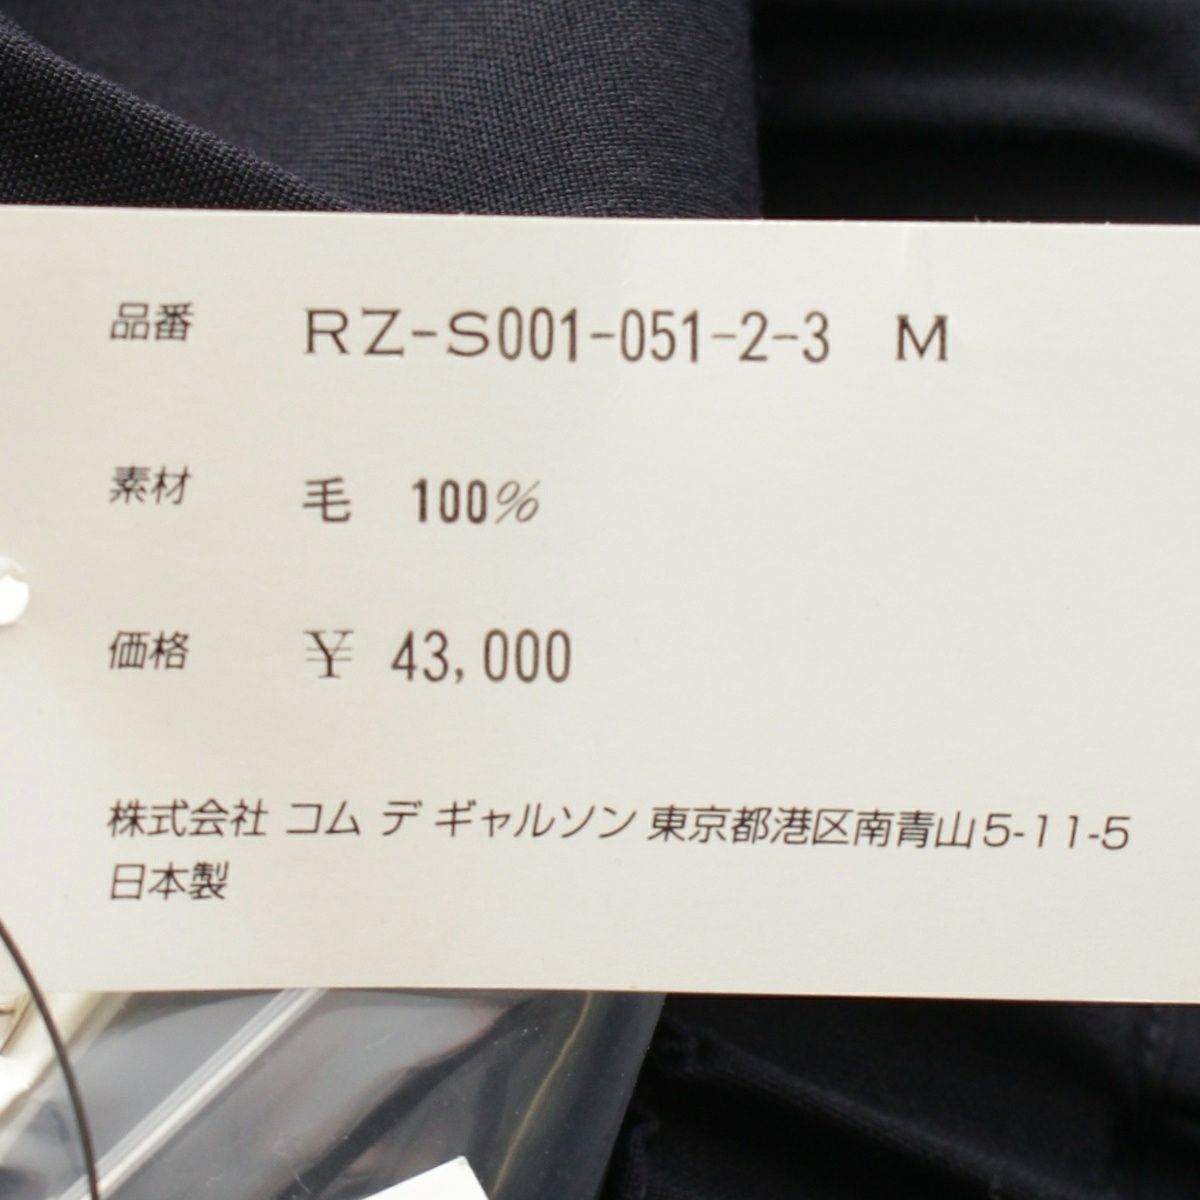 品番 RZ-S001-051-2-3 M
素材 毛 100%
価格 ¥ 43,000
株式会社 コム デ ギャルソン 東京都港区南青山5-11-5
日本製